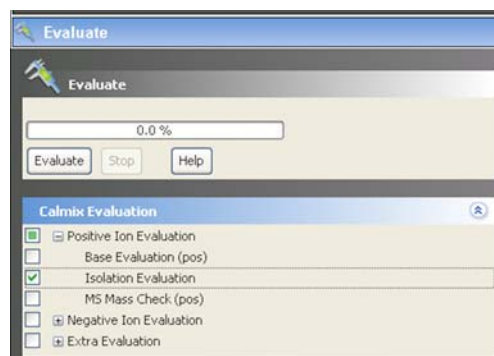 Evaluate
Evaluate
0.0 %
Evaluate Stop Help
Calmix Evaluation
Positive Ion Evaluation
Base Evaluation (pos)
Isolation Evaluation
MS Mass Check (pos)
Negative Ion Evaluation
Extra Evaluation